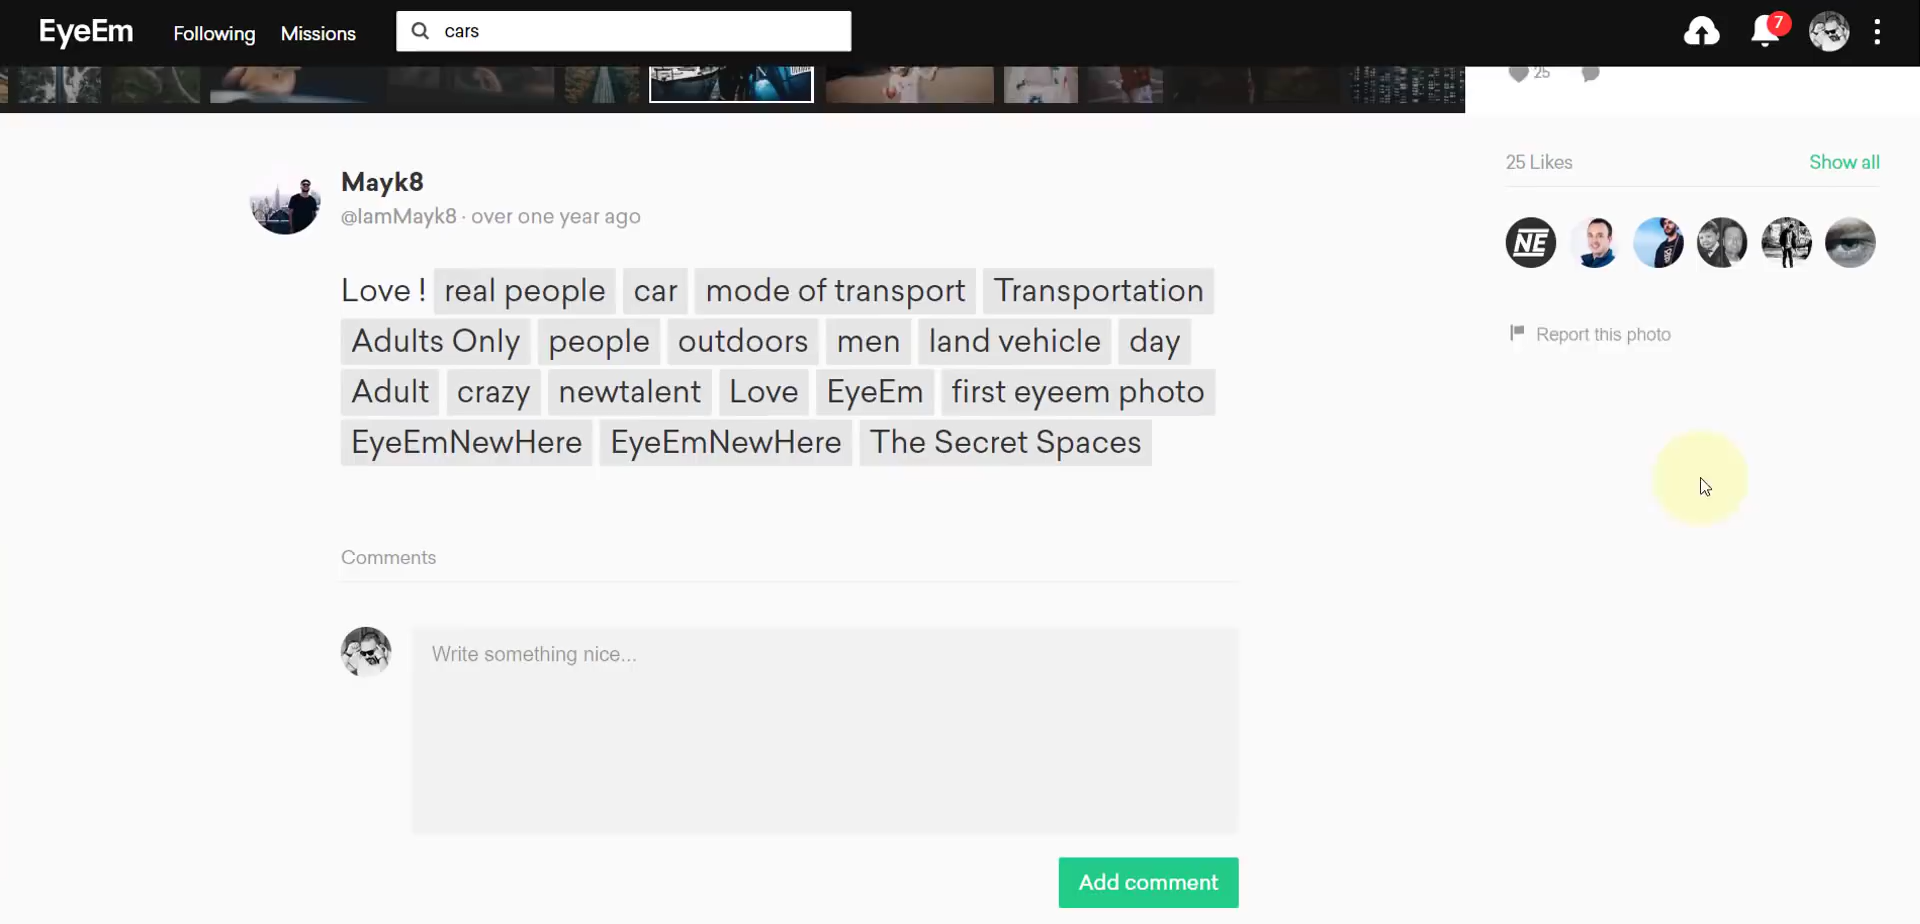 EyeEm Following Missions cars 7
25
Mayk8
@IamMayk8 · over one year ago
25 Likes Show all
NE
Love ! real people car mode of transport Transportation
Adults Only people outdoors men land vehicle day
Adult crazy newtalent Love EyeEm first eyeem photo
EyeEmNewHere EyeEmNewHere The Secret Spaces
Report this photo
Comments
Write something nice...
Add comment